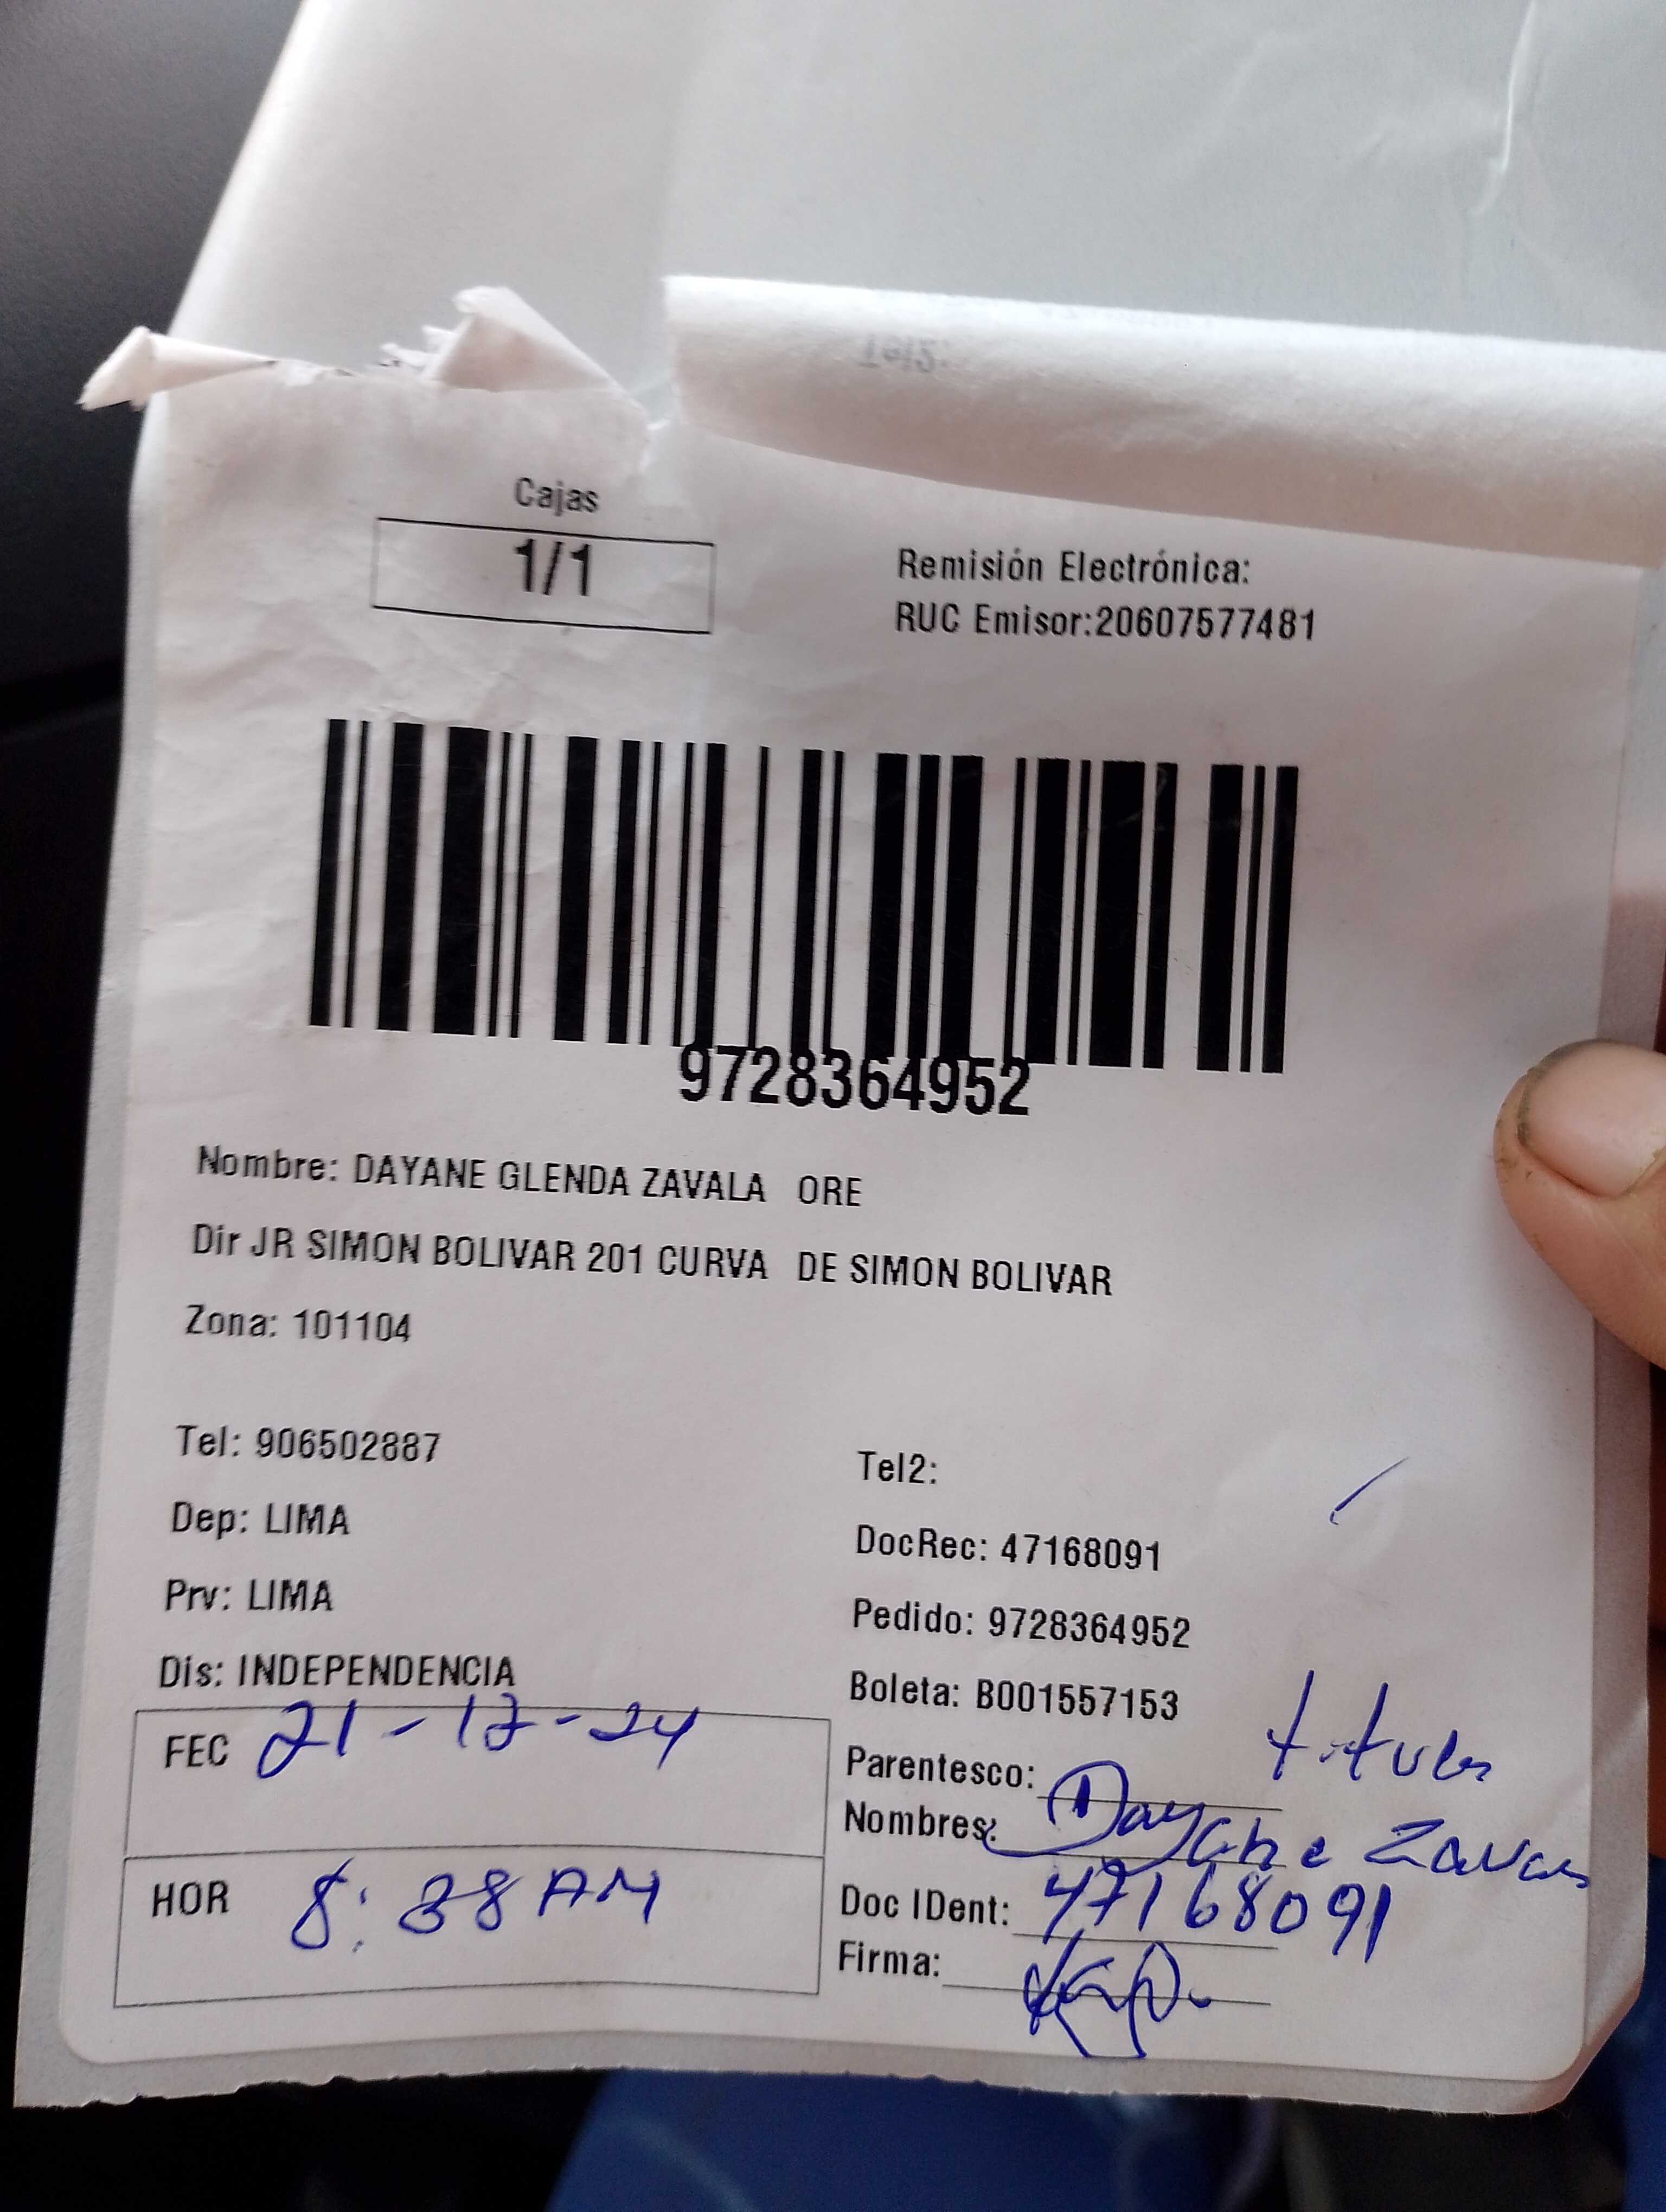 Tel2:
Cajas
1/1
Remisión Electrónica:
RUC Emisor:20607577481
9728364952
Nombre: DAYANE GLENDA ZAVALA ORE
Dir JR SIMON BOLIVAR 201 CURVA DE SIMON BOLIVAR
Zona: 101104
Tel: 906502887
Dep: LIMA
Prv: LIMA
Dis: INDEPENDENCIA
FEC 21-12-24
HOR 8:38 AM
Tel2:
DocRec: 47168091
Pedido: 9728364952
Boleta: B001557153
Parentesco: titular
Nombres: Dayane Zavala
Doc IDent: 47168091
Firma: